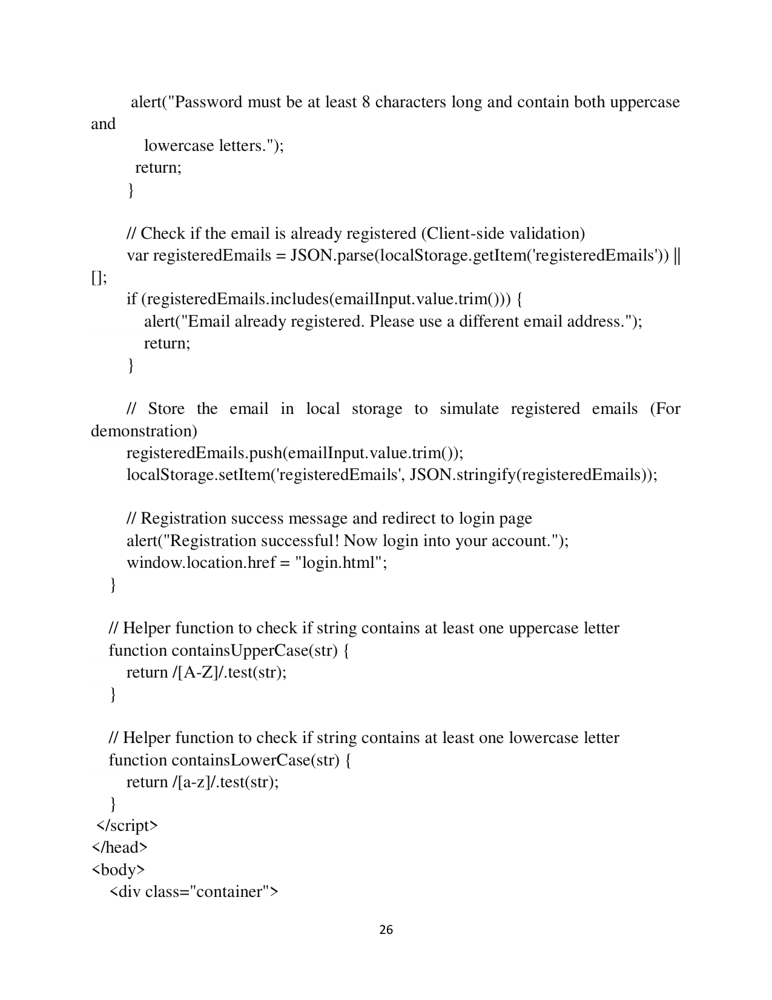 alert("Password must be at least 8 characters long and contain both uppercase
and
lowercase letters.");
return;
}
// Check if the email is already registered (Client-side validation)
var registeredEmails = JSON.parse(localStorage.getItem('registeredEmails')) ||
[];
if (registeredEmails.includes(emailInput.value.trim())) {
alert("Email already registered. Please use a different email address.");
return;
}
// Store the email in local storage to simulate registered emails (For
demonstration)
registeredEmails.push(emailInput.value.trim());
localStorage.setItem('registeredEmails', JSON.stringify(registeredEmails));
// Registration success message and redirect to login page
alert("Registration successful! Now login into your account.");
window.location.href = "login.html";
}
// Helper function to check if string contains at least one uppercase letter
function containsUpperCase(str) {
return /[A-Z]/.test(str);
}
// Helper function to check if string contains at least one lowercase letter
function containsLowerCase(str) {
return /[a-z]/.test(str);
}
</script>
</head>
<body>
<div class="container">
26